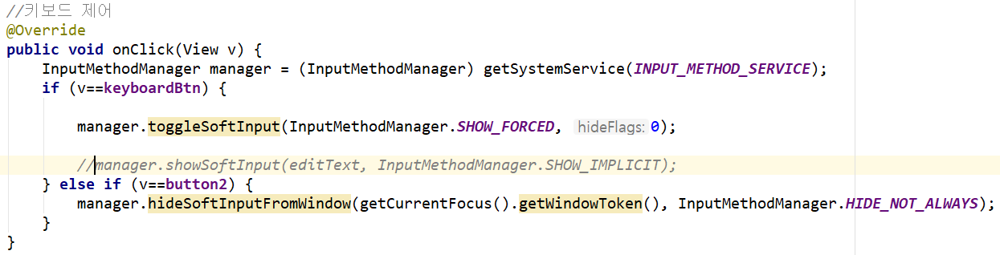 //키보드 제어
@Override
public void onClick(View v) {
InputMethodManager manager = (InputMethodManager) getSystemService(INPUT_METHOD_SERVICE);
if (v==keyboardBtn) {
manager.toggleSoftInput(InputMethodManager.SHOW_FORCED, hideFlags: 0);
//manager.showSoftInput(editText, InputMethodManager.SHOW_IMPLICIT);
} else if (v==button2) {
manager.hideSoftInputFromWindow(getCurrentFocus().getWindowToken(), InputMethodManager.HIDE_NOT_ALWAYS);
}
}